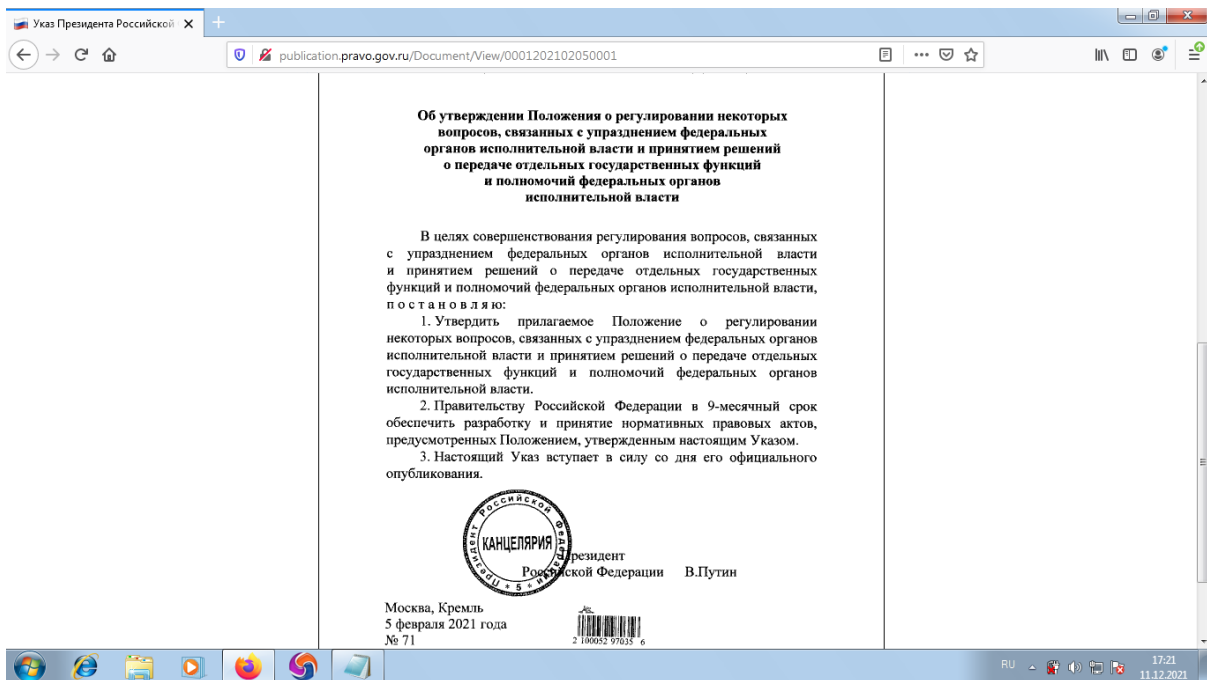 Указ Президента Российской
publication.pravo.gov.ru/Document/View/0001202102050001
Об утверждении Положения о регулировании некоторых
вопросов, связанных с упразднением федеральных
органов исполнительной власти и принятием решений
о передаче отдельных государственных функций
и полномочий федеральных органов
исполнительной власти
В целях совершенствования регулирования вопросов, связанных
с упразднением федеральных органов исполнительной власти
и принятием решений о передаче отдельных государственных
функций и полномочий федеральных органов исполнительной власти,
п о с т а н о в л я ю:
1. Утвердить прилагаемое Положение о регулировании
некоторых вопросов, связанных с упразднением федеральных органов
исполнительной власти и принятием решений о передаче отдельных
государственных функций и полномочий федеральных органов
исполнительной власти.
2. Правительству Российской Федерации в 9-месячный срок
обеспечить разработку и принятие нормативных правовых актов,
предусмотренных Положением, утвержденным настоящим Указом.
3. Настоящий Указ вступает в силу со дня его официального
опубликования.
Президент Российской Федерации
КАНЦЕЛЯРИЯ
* 5 *
Президент
Российской Федерации В.Путин
Москва, Кремль
5 февраля 2021 года
№ 71
2 100052 97035 6
RU
17:21
11.12.2021